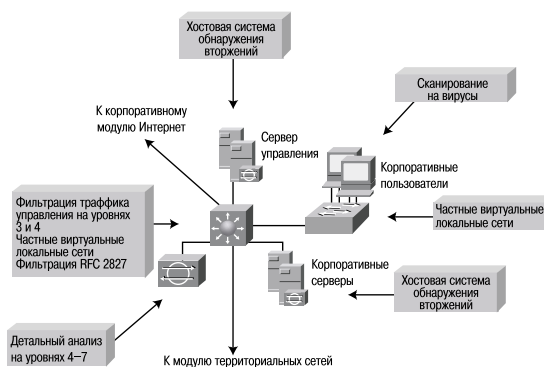 Хостовая система
обнаружения
вторжений
Сканирование
на вирусы
К корпоративному
модулю Интернет
Сервер
управления
Корпоративные
пользователи
Фильтрация траффика
управления на уровнях
3 и 4
Частные виртуальные
локальные сети
Фильтрация RFC 2827
Частные виртуальные
локальные сети
Корпоративные
серверы
Хостовая система
обнаружения
вторжений
Детальный анализ
на уровнях 4–7
К модулю территориальных сетей